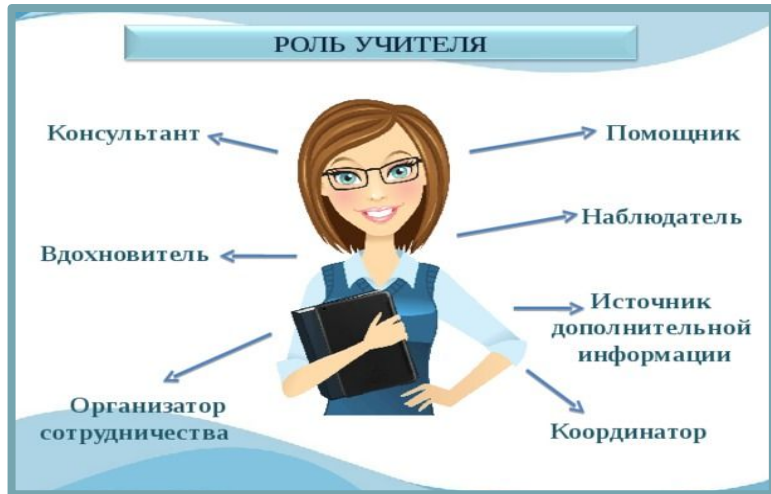 РОЛЬ УЧИТЕЛЯ
Консультант
Помощник
Наблюдатель
Вдохновитель
Источник
дополнительной
информации
Организатор
сотрудничества
Координатор